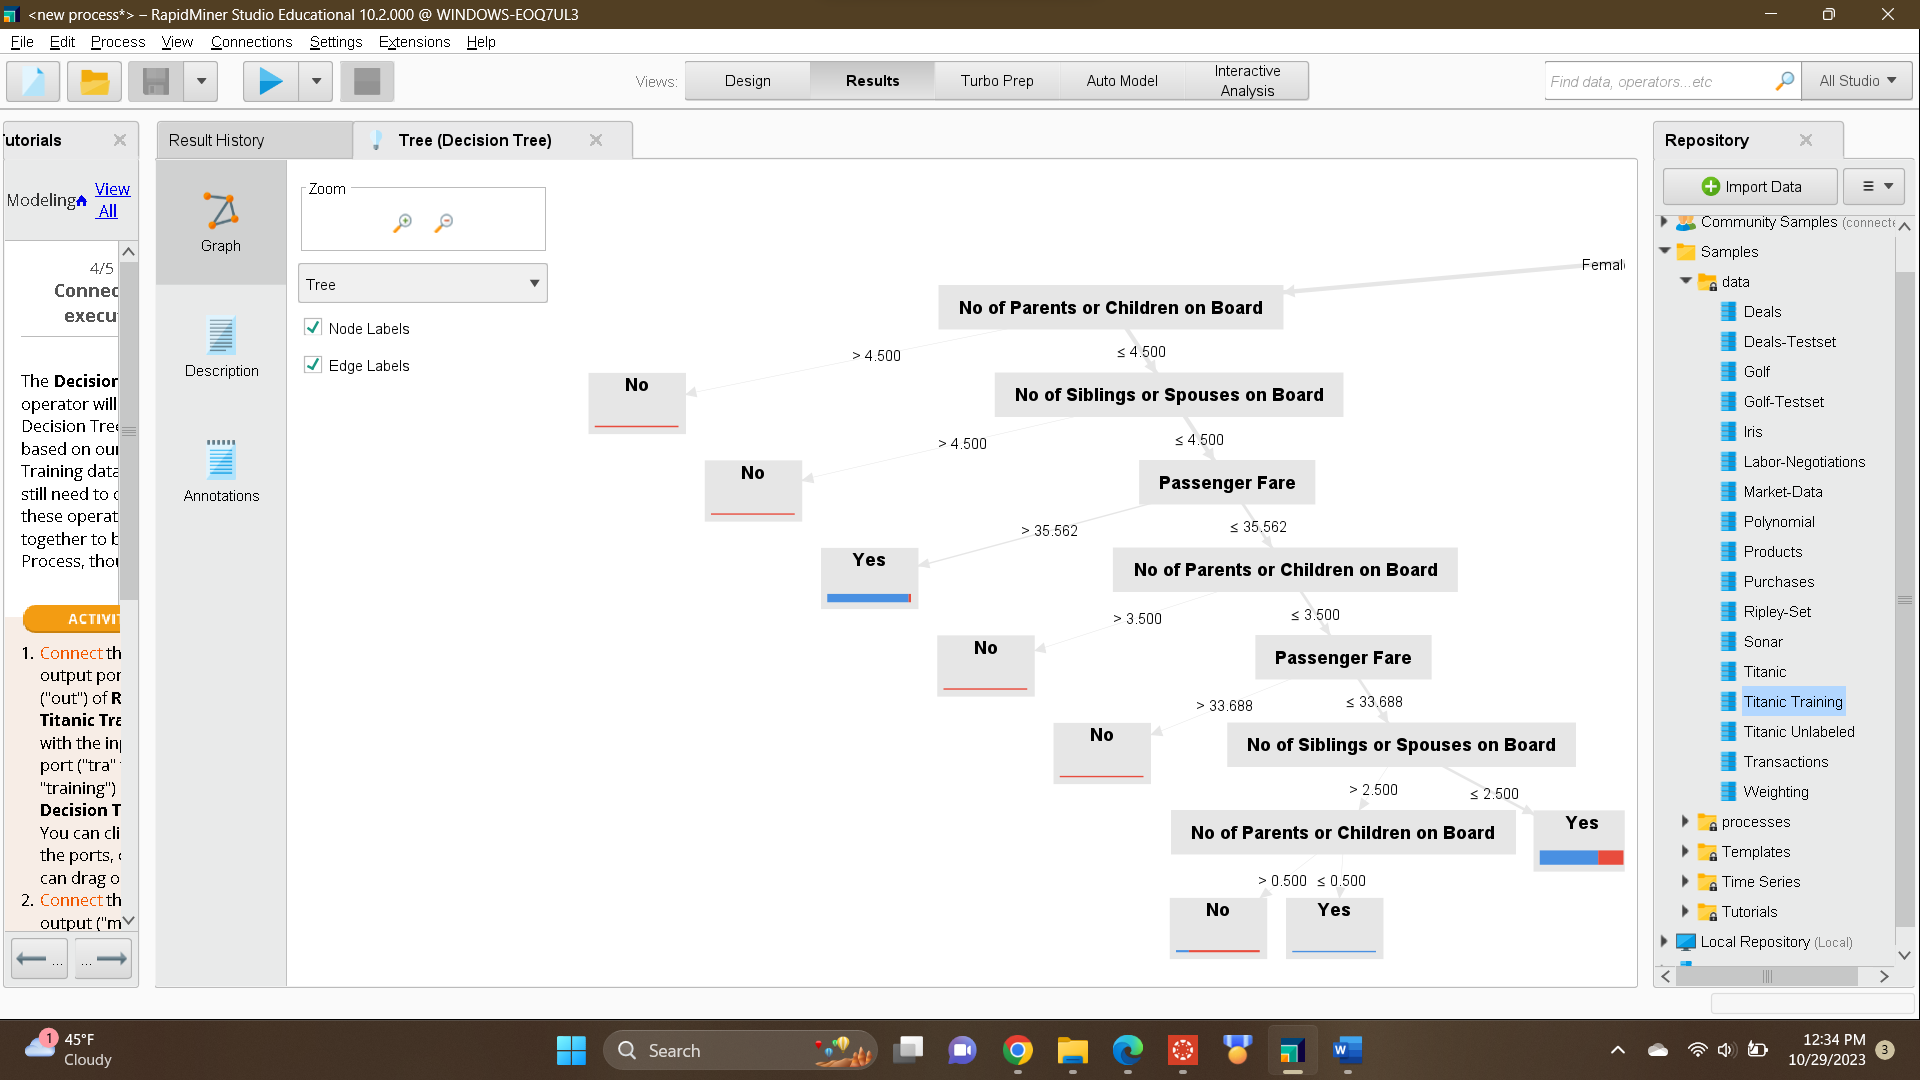 <new process*> – RapidMiner Studio Educational 10.2.000 @ WINDOWS-EOQ7UL3
File Edit Process View Connections Settings Extensions Help
Views: Design Results Turbo Prep Auto Model Interactive Analysis
Find data, operators...etc
All Studio
Tutorials
Modeling View All
4/5
Connec
execu
The Decision
operator will
Decision Tree
based on our
Training data
still need to
these operat
together to b
Process, thou
ACTIVIT
1. Connect the
output por
("out") of R
Titanic Tra
with the inp
port ("tra"
"training")
Decision T
You can cli
the ports,
can drag o
2. Connect the
output ("m
...
...
Result History
Tree (Decision Tree)
Graph
Description
Annotations
Zoom
Tree
Node Labels
Edge Labels
Femal
No of Parents or Children on Board
> 4.500
≤ 4.500
No
No of Siblings or Spouses on Board
> 4.500
≤ 4.500
No
Passenger Fare
> 35.562
≤ 35.562
Yes
No of Parents or Children on Board
> 3.500
≤ 3.500
No
Passenger Fare
> 33.688
≤ 33.688
No
No of Siblings or Spouses on Board
> 2.500
≤ 2.500
No of Parents or Children on Board
Yes
> 0.500
≤ 0.500
No
Yes
Repository
Import Data
Community Samples (connecte
Samples
data
Deals
Deals-Testset
Golf
Golf-Testset
Iris
Labor-Negotiations
Market-Data
Polynomial
Products
Purchases
Ripley-Set
Sonar
Titanic
Titanic Training
Titanic Unlabeled
Transactions
Weighting
processes
Templates
Time Series
Tutorials
Local Repository (Local)
1
45°F
Cloudy
Search
W
12:34 PM
10/29/2023
3